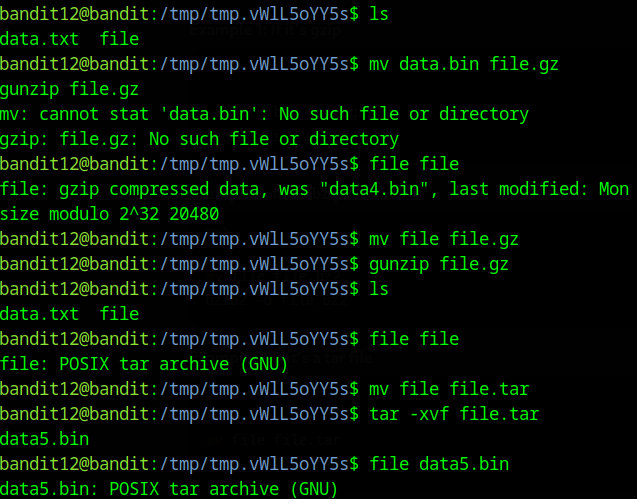 bandit12@bandit:/tmp/tmp.vWlL5oYY5s$ ls
data.txt  file
bandit12@bandit:/tmp/tmp.vWlL5oYY5s$ mv data.bin file.gz
gunzip file.gz
mv: cannot stat 'data.bin': No such file or directory
gzip: file.gz: No such file or directory
bandit12@bandit:/tmp/tmp.vWlL5oYY5s$ file file
file: gzip compressed data, was "data4.bin", last modified: Mon
size modulo 2^32 20480
bandit12@bandit:/tmp/tmp.vWlL5oYY5s$ mv file file.gz
bandit12@bandit:/tmp/tmp.vWlL5oYY5s$ gunzip file.gz
bandit12@bandit:/tmp/tmp.vWlL5oYY5s$ ls
data.txt  file
bandit12@bandit:/tmp/tmp.vWlL5oYY5s$ file file
file: POSIX tar archive (GNU)
bandit12@bandit:/tmp/tmp.vWlL5oYY5s$ mv file file.tar
bandit12@bandit:/tmp/tmp.vWlL5oYY5s$ tar -xvf file.tar
data5.bin
bandit12@bandit:/tmp/tmp.vWlL5oYY5s$ file data5.bin
data5.bin: POSIX tar archive (GNU)